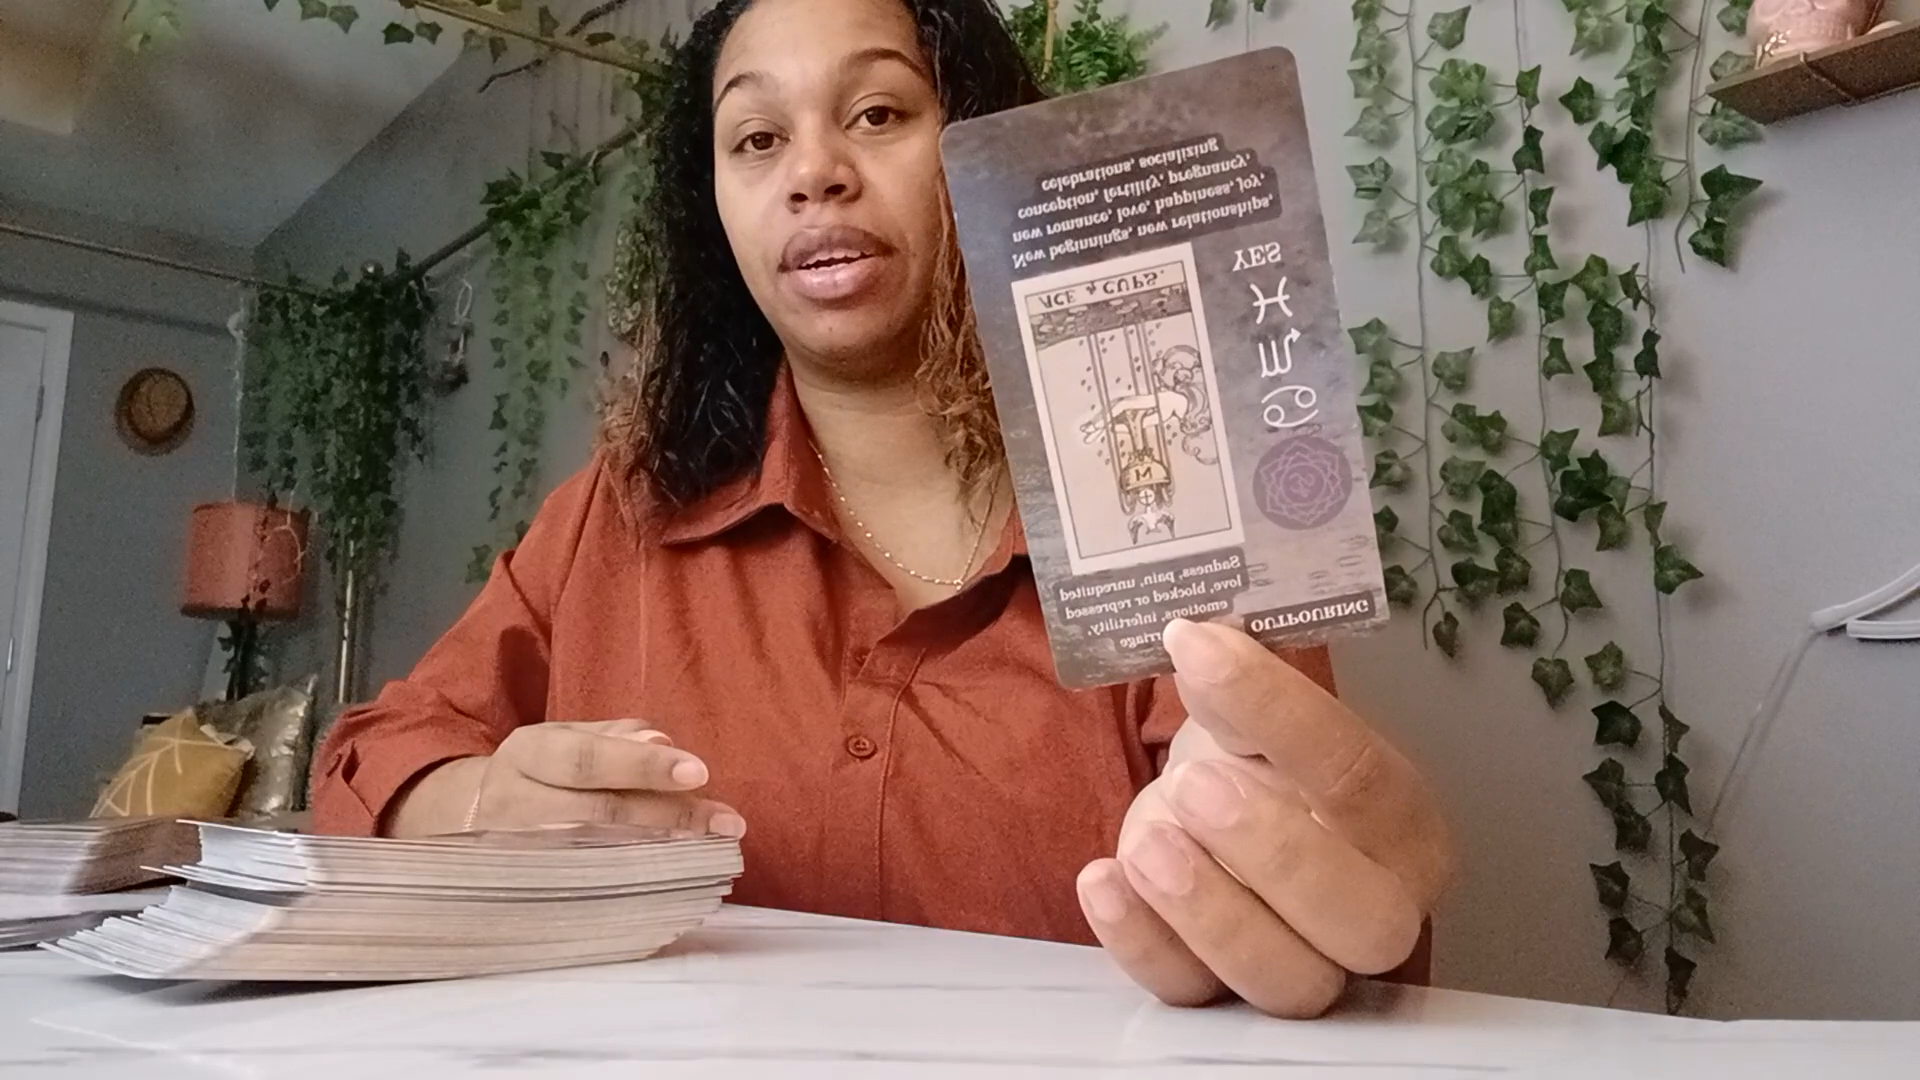 OUTPOURING
Sadness, pain, unrequited
love, blocked or repressed
emotions, infertility,
W
YES
ACE of CUPS.
New beginnings, new relationships,
new romance, love, happiness, joy,
conception, fertility, pregnancy,
celebrations, socializing